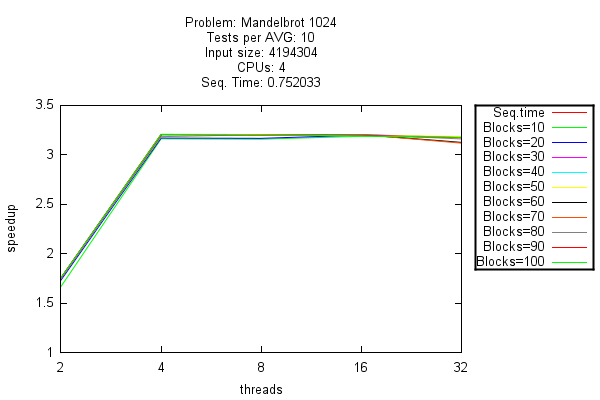 Problem: Mandelbrot 1024
Tests per AVG: 10
Input size: 4194304
CPUs: 4
Seq. Time: 0.752033
3.5
3
2.5
2
1.5
1
speedup
2 4 8 16 32
threads
Seq.time
Blocks=10
Blocks=20
Blocks=30
Blocks=40
Blocks=50
Blocks=60
Blocks=70
Blocks=80
Blocks=90
Blocks=100